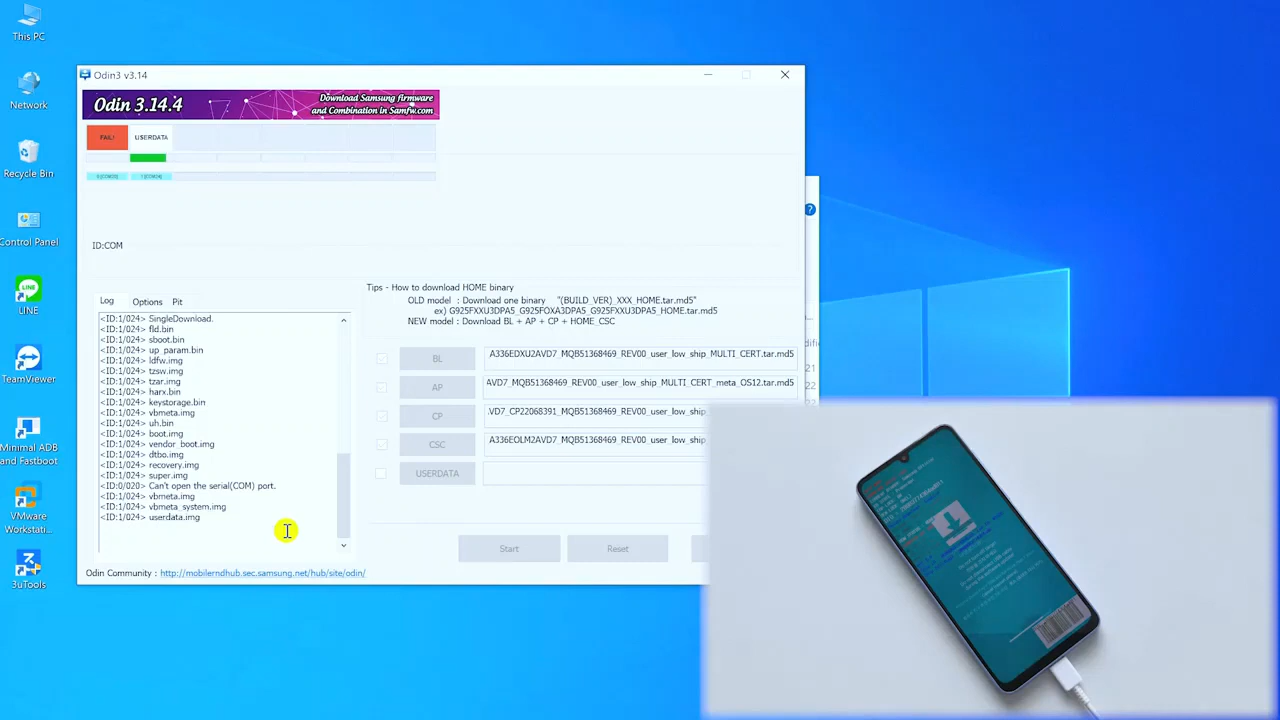 This PC
Network
Recycle Bin
Control Panel
LINE
TeamViewer
Minimal ADB
and Fastboot
VMware
Workstati...
3uTools
Odin3 v3.14
Odin 3.14.4
Download Samsung firmware
and Combination in Samfw.com
FAIL!
USERDATA
ID:COM
Log
Options
Pit
<ID:1/024> SingleDownload.
<ID:1/024> fld.bin
<ID:1/024> sboot.bin
<ID:1/024> up_param.bin
<ID:1/024> ldfw.img
<ID:1/024> tzsw.img
<ID:1/024> tzar.img
<ID:1/024> harx.bin
<ID:1/024> keystorage.bin
<ID:1/024> vbmeta.img
<ID:1/024> uh.bin
<ID:1/024> boot.img
<ID:1/024> vendor_boot.img
<ID:1/024> dtbo.img
<ID:1/024> recovery.img
<ID:1/024> super.img
<ID:0/020> Can't open the serial(COM) port.
<ID:1/024> vbmeta.img
<ID:1/024> vbmeta_system.img
<ID:1/024> userdata.img
Tips - How to download HOME binary
OLD model : Download one binary "(BUILD_VER)_XXX_HOME.tar.md5"
ex) G925FXXU3DPA5_G925FOXA3DPA5_G925FXXU3DPA5_HOME.tar.md5
NEW model : Download BL + AP + CP + HOME_CSC
BL
A336EDXU2AVD7_MQB51368469_REV00_user_low_ship_MULTI_CERT.tar.md5
AP
AVD7_MQB51368469_REV00_user_low_ship_MULTI_CERT_meta_OS12.tar.md5
CP
.VD7_CP22068391_MQB51368469_REV00_user_low_ship_
CSC
A336EOLM2AVD7_MQB51368469_REV00_user_low_ship_
USERDATA
Start
Reset
Odin Community : http://mobilerndhub.sec.samsung.net/hub/site/odin/
?
21
22